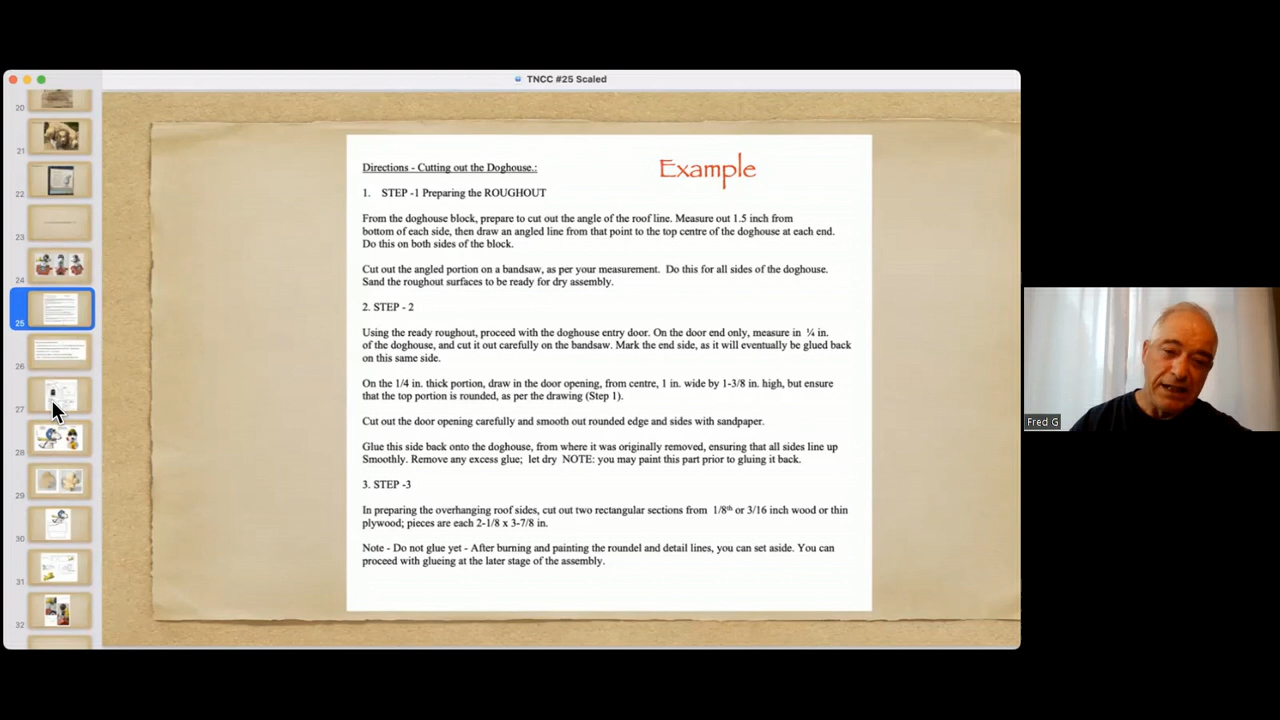 TNCC #25 Scaled
20
21
22
23
24
25
26
27
28
29
30
31
32
Directions - Cutting out the Doghouse.:
Example
1. STEP -1 Preparing the ROUGHOUT
From the doghouse block, prepare to cut out the angle of the roof line. Measure out 1.5 inch from
bottom of each side, then draw an angled line from that point to the top centre of the doghouse at each end.
Do this on both sides of the block.
Cut out the angled portion on a bandsaw, as per your measurement. Do this for all sides of the doghouse.
Sand the roughout surfaces to be ready for dry assembly.
2. STEP - 2
Using the ready roughout, proceed with the doghouse entry door. On the door end only, measure in ¼ in.
of the doghouse, and cut it out carefully on the bandsaw. Mark the end side, as it will eventually be glued back
on this same side.
On the 1/4 in. thick portion, draw in the door opening, from centre, 1 in. wide by 1-3/8 in. high, but ensure
that the top portion is rounded, as per the drawing (Step 1).
Cut out the door opening carefully and smooth out rounded edge and sides with sandpaper.
Glue this side back onto the doghouse, from where it was originally removed, ensuring that all sides line up
Smoothly. Remove any excess glue; let dry NOTE: you may paint this part prior to gluing it back.
3. STEP -3
In preparing the overhanging roof sides, cut out two rectangular sections from 1/8th or 3/16 inch wood or thin
plywood; pieces are each 2-1/8 x 3-7/8 in.
Note - Do not glue yet - After burning and painting the roundel and detail lines, you can set aside. You can
proceed with glueing at the later stage of the assembly.
Fred G